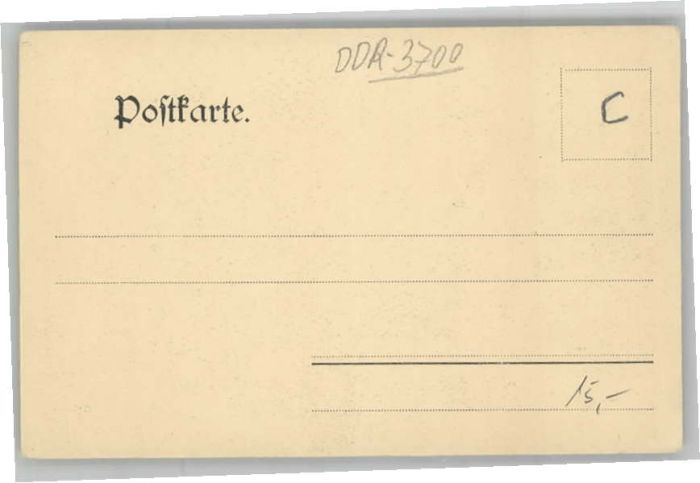 DDR-3700
Poſtkarte.
C
15,-